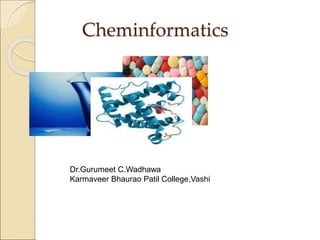 Cheminformatics
Dr.Gurumeet C.Wadhawa
Karmaveer Bhaurao Patil College,Vashi